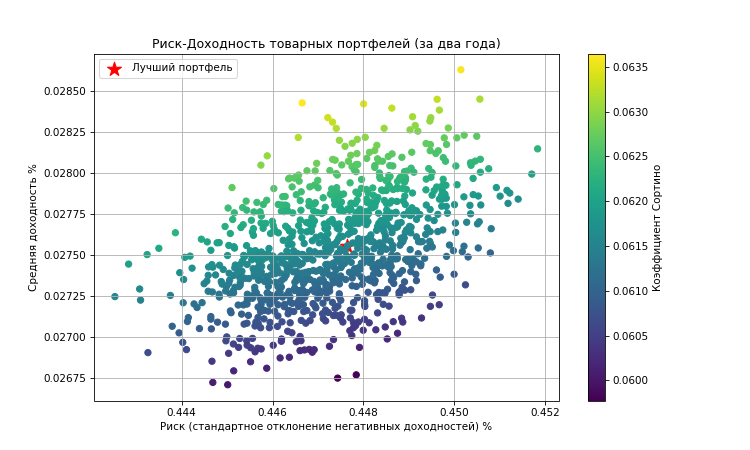 Риск-Доходность товарных портфелей (за два года)
Лучший портфель
Средняя доходность %
0.02850
0.02825
0.02800
0.02775
0.02750
0.02725
0.02700
0.02675
0.444 0.446 0.448 0.450 0.452
Риск (стандартное отклонение негативных доходностей) %
0.0635
0.0630
0.0625
0.0620
0.0615
0.0610
0.0605
0.0600
Коэффициент Сортино